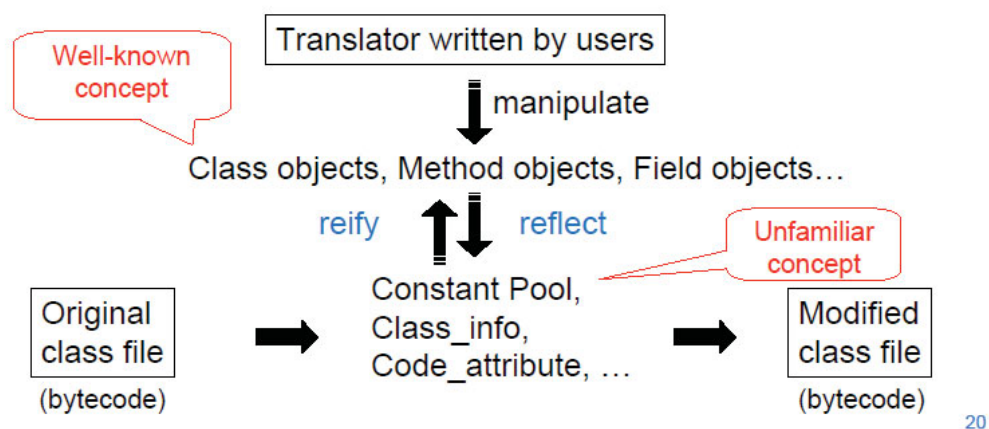 Translator written by users
Well-known
concept
manipulate
Class objects, Method objects, Field objects…
reify
reflect
Unfamiliar
concept
Constant Pool,
Class_info,
Code_attribute, …
Original
class file
(bytecode)
Modified
class file
(bytecode)
20